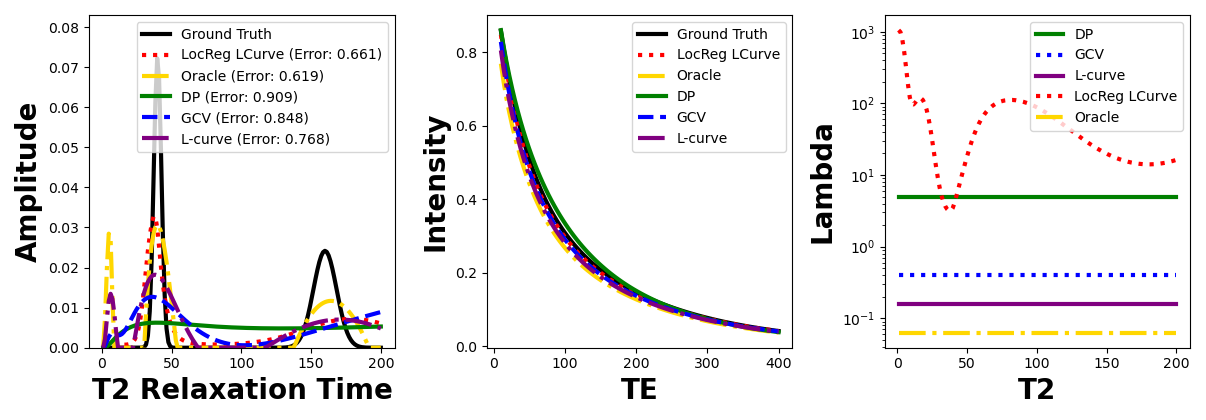 0.08
0.07
0.06
0.05
0.04
0.03
0.02
0.01
0.00
Amplitude
Ground Truth
LocReg LCurve (Error: 0.661)
Oracle (Error: 0.619)
DP (Error: 0.909)
GCV (Error: 0.848)
L-curve (Error: 0.768)
0 50 100 150 200
T2 Relaxation Time
0.8
0.6
0.4
0.2
0.0
Intensity
Ground Truth
LocReg LCurve
Oracle
DP
GCV
L-curve
0 100 200 300 400
TE
10³
10²
10¹
10⁰
10⁻¹
Lambda
DP
GCV
L-curve
LocReg LCurve
Oracle
0 50 100 150 200
T2